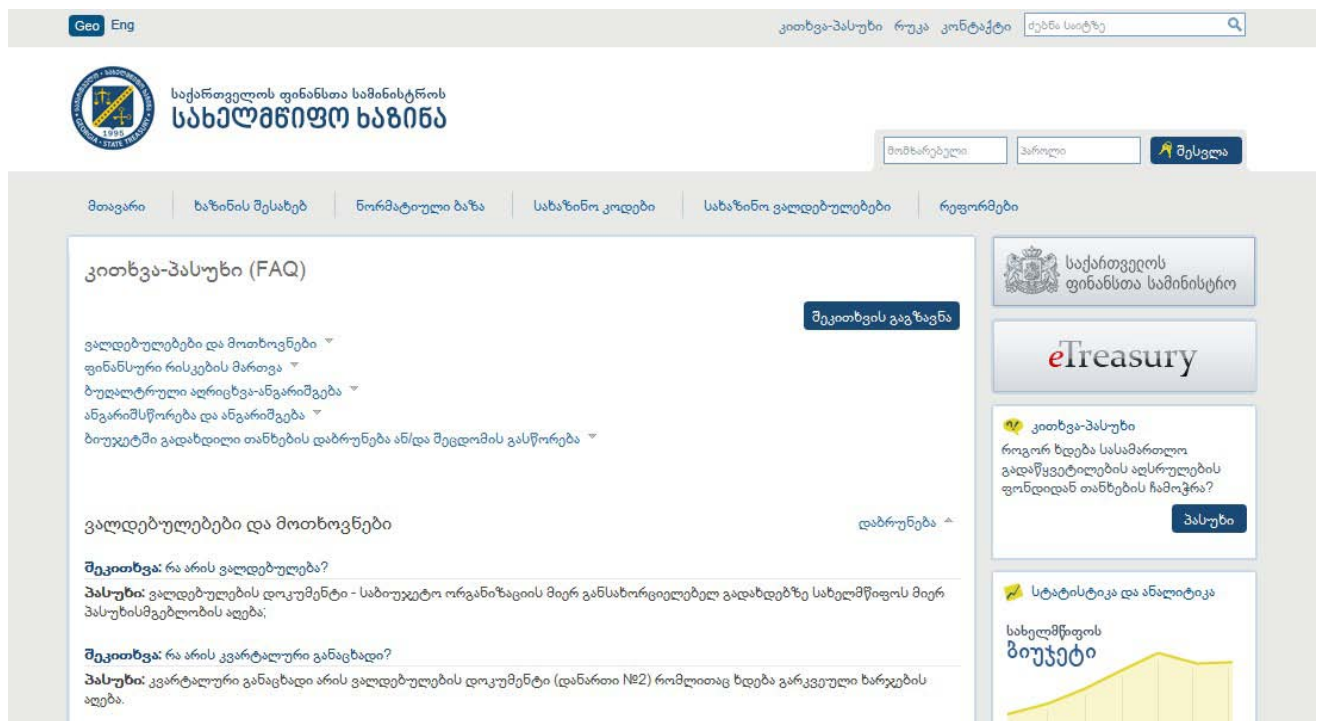 Geo Eng
კითხვა-პასუხი რუკა კონტაქტი ძებნა საიტზე
საქართველოს ფინანსთა სამინისტროს
სახელმწიფო ხაზინა
GEORGIA · STATE TREASURY
1995
მომხარებელი პაროლი შესვლა
მთავარი ხაზინის შესახებ ნორმატიული ბაზა სახაზინო კოდები სახაზინო ვალდებულებები რეფორმები
კითხვა-პასუხი (FAQ)
შეკითხვის გაგზავნა
ვალდებულებები და მოთხოვნები
ფინანსური რისკების მართვა
ბუღალტრული აღრიცხვა-ანგარიშგება
ანგარიშსწორება და ანგარიშგება
ბიუჯეტში გადახდილი თანხების დაბრუნება ან/და შეცდომის გასწორება
ვალდებულებები და მოთხოვნები დაბრუნება
შეკითხვა: რა არის ვალდებულება?
პასუხი: ვალდებულების დოკუმენტი - საბიუჯეტო ორგანიზაციის მიერ განსახორციელებელ გადახდებზე სახელმწიფოს მიერ
პასუხისმგებლობის აღება;
შეკითხვა: რა არის კვარტალური განაცხადი?
პასუხი: კვარტალური განაცხადი არის ვალდებულების დოკუმენტი (დანართი №2) რომლითაც ხდება გარკვეული ხარჯების
აღება.
საქართველოს
ფინანსთა სამინისტრო
eTreasury
კითხვა-პასუხი
როგორ ხდება სასამართლო
გადაწყვეტილების აღსრულების
ფონდიდან თანხების ჩამოჭრა?
პასუხი
სტატისტიკა და ანალიტიკა
სახელმწიფოს
ბიუჯეტი